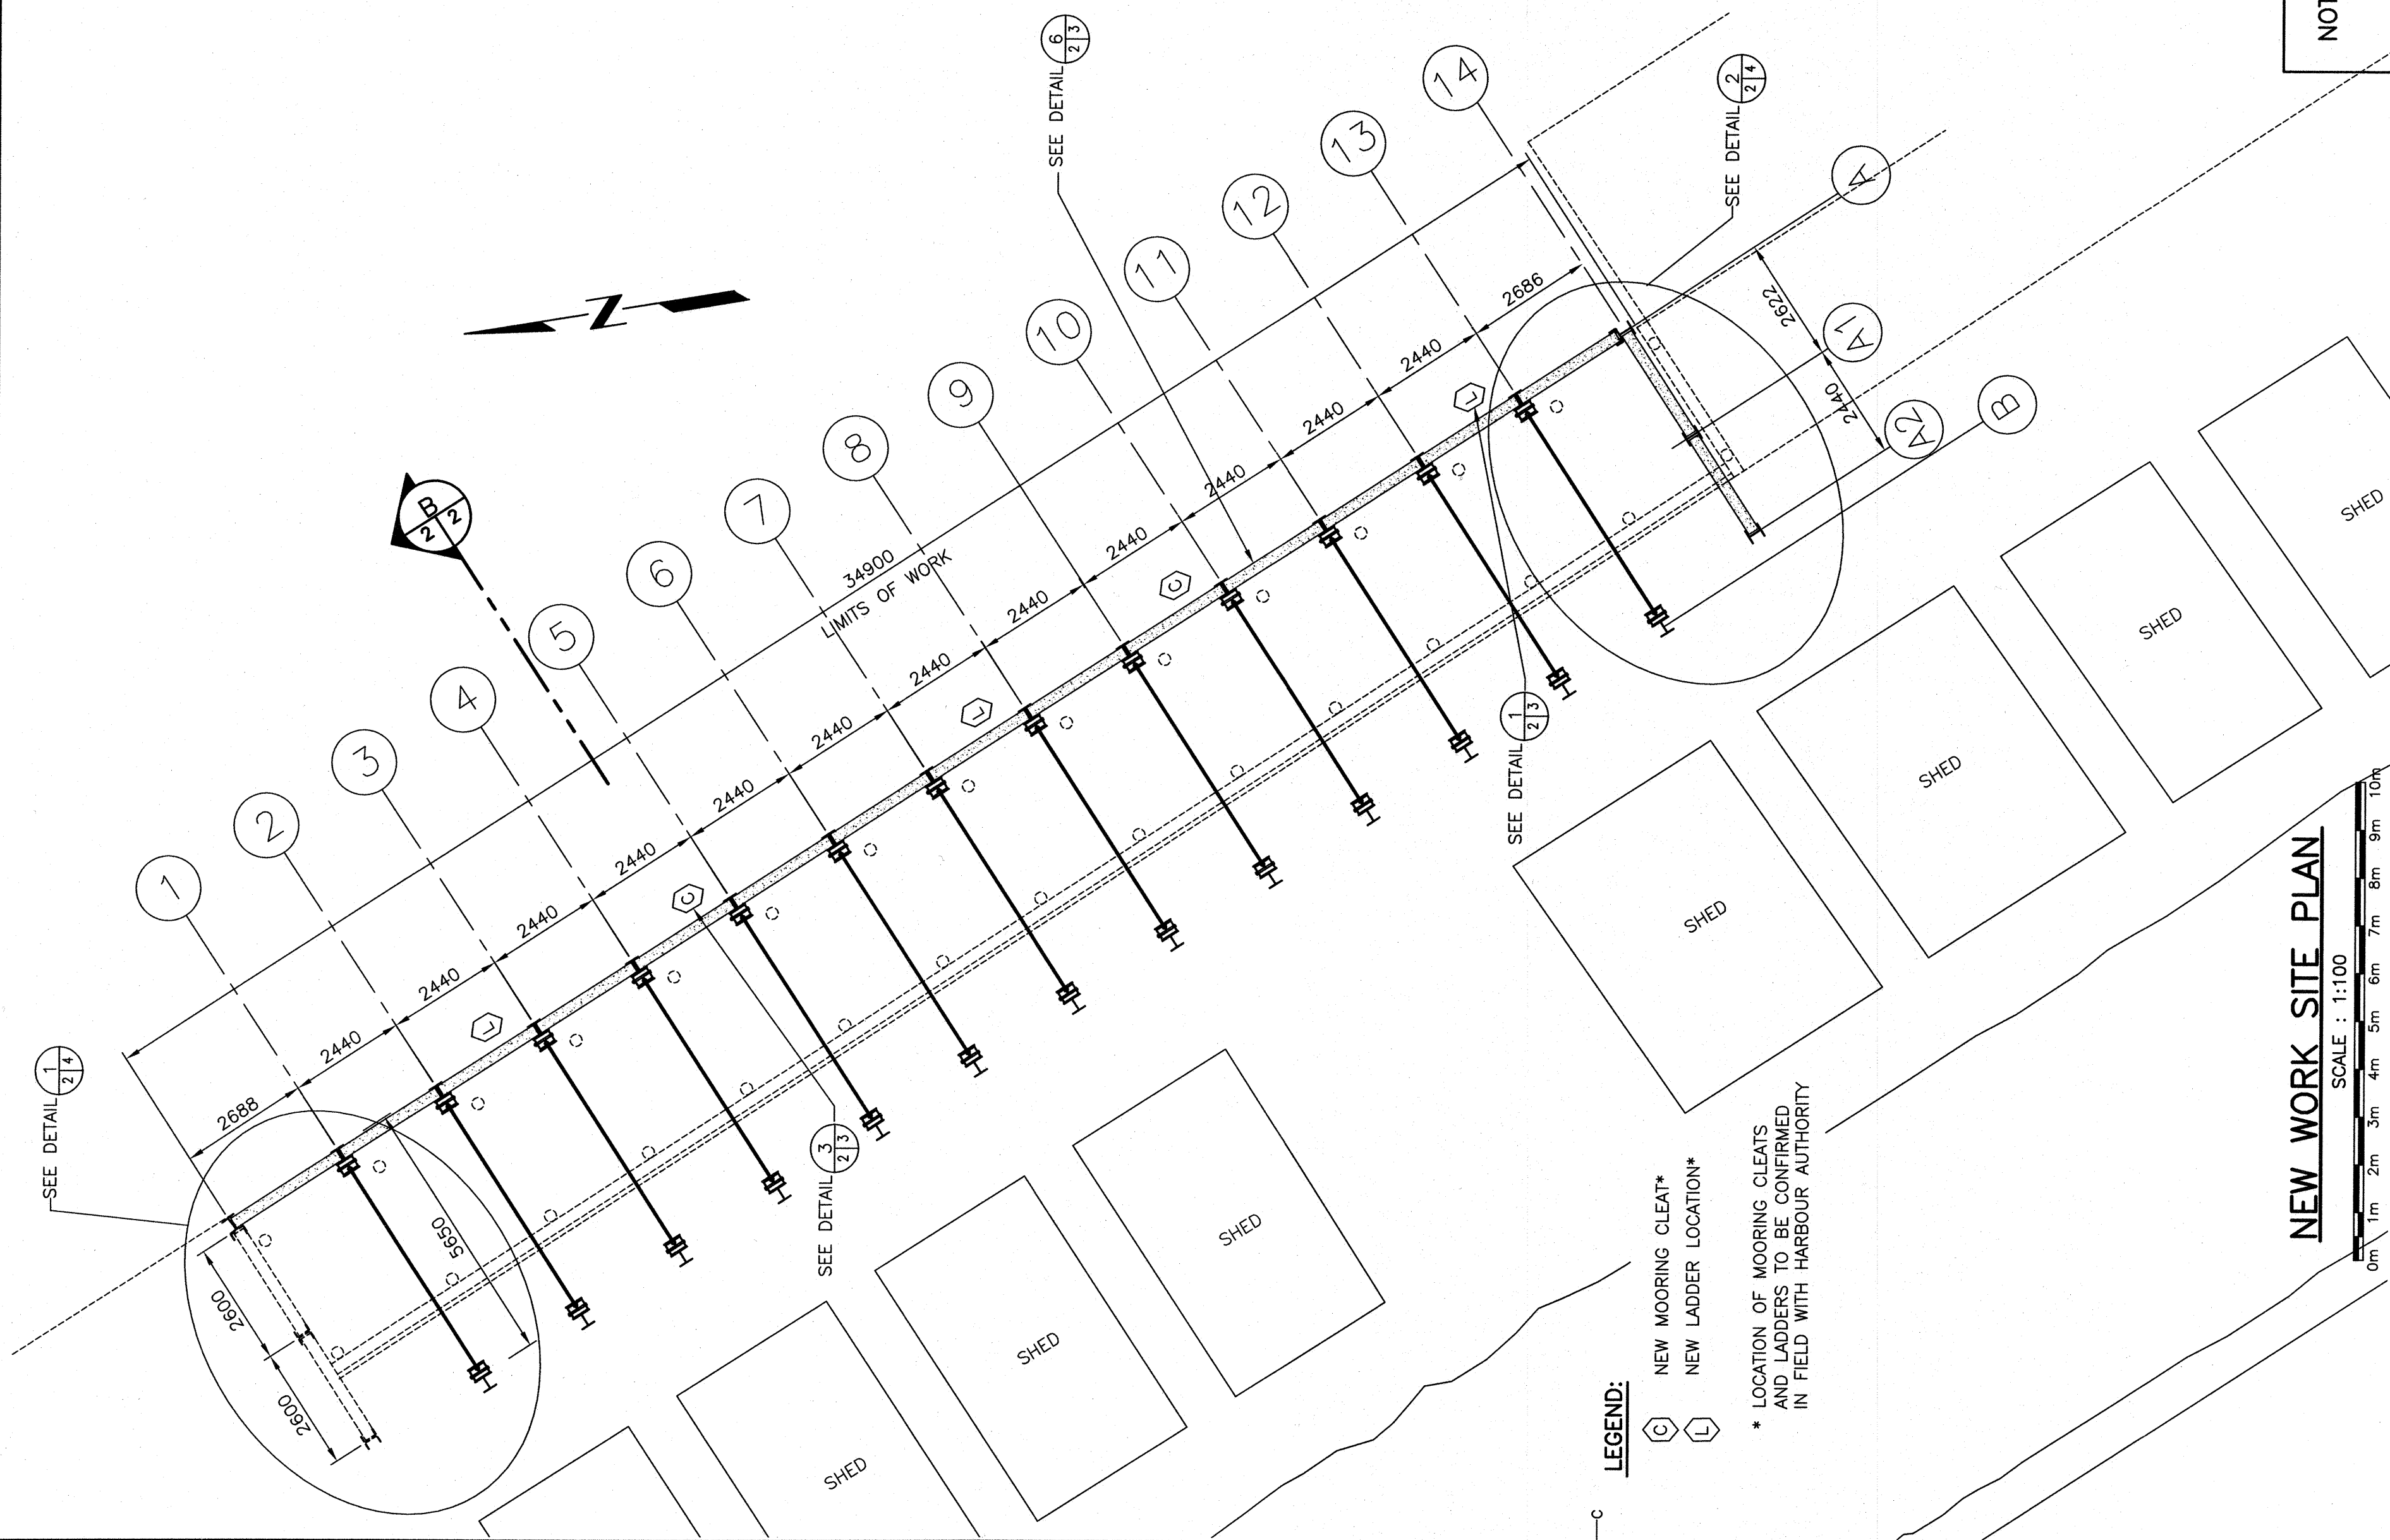 SEE DETAIL 1 2 4
SEE DETAIL 6 2 3
SEE DETAIL 2 2 4
SEE DETAIL 3 2 3
SEE DETAIL 1 2 3
1
2
3
4
5
6
7
8
9
10
11
12
13
14
A
A1
A2
B
B 2 2
N
34900
LIMITS OF WORK
2688
2440
2440
2440
2440
2440
2440
2440
2440
2440
2440
2440
2440
2686
2622
2440
5650
2600
2600
L
C
L
C
L
SHED
SHED
SHED
SHED
SHED
SHED
SHED
LEGEND:
C NEW MOORING CLEAT*
L NEW LADDER LOCATION*
* LOCATION OF MOORING CLEATS
AND LADDERS TO BE CONFIRMED
IN FIELD WITH HARBOUR AUTHORITY
C
NEW WORK SITE PLAN
SCALE : 1:100
0m 1m 2m 3m 4m 5m 6m 7m 8m 9m 10m
NOT